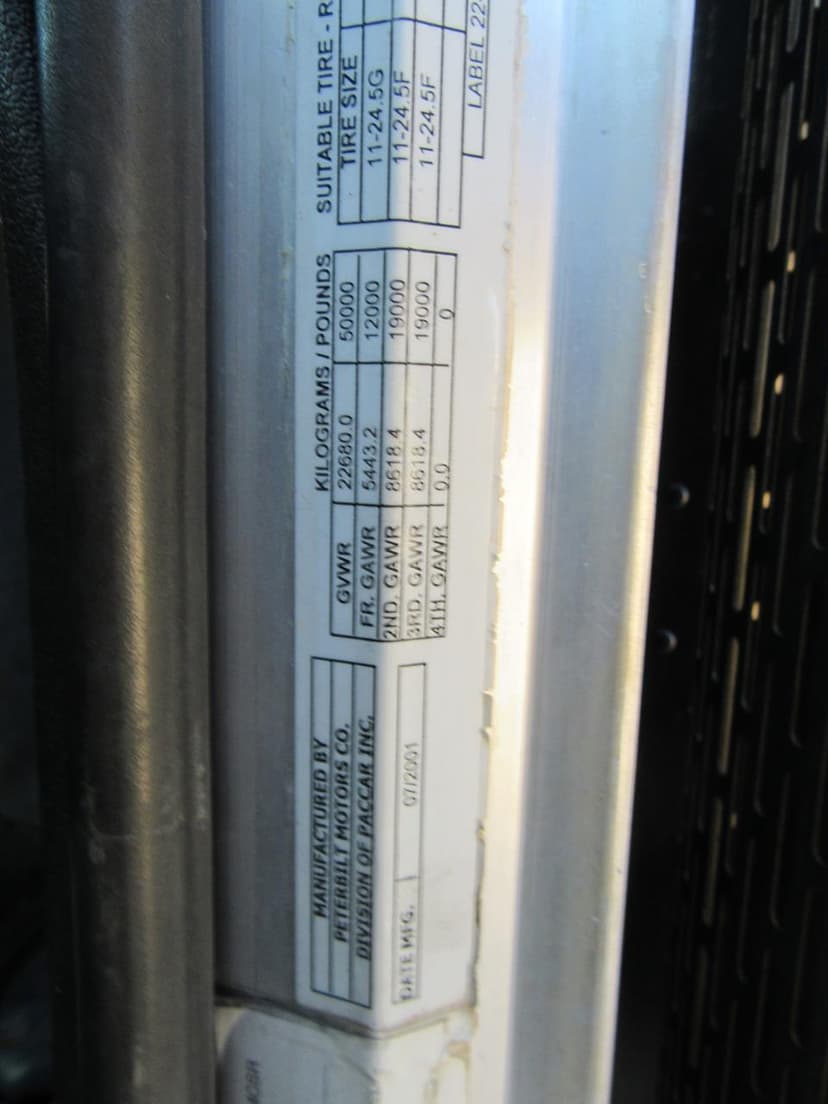 MANUFACTURED BY
PETERBILT MOTORS CO.
DIVISION OF PACCAR INC.
DATE MFG. 07/2001
KILOGRAMS / POUNDS
GVWR 22680.0 50000
FR. GAWR 5443.2 12000
2ND. GAWR 8618.4 19000
3RD. GAWR 8618.4 19000
4TH. GAWR 0.0 0
SUITABLE TIRE - R
TIRE SIZE
11-24.5G
11-24.5F
11-24.5F
LABEL 22-